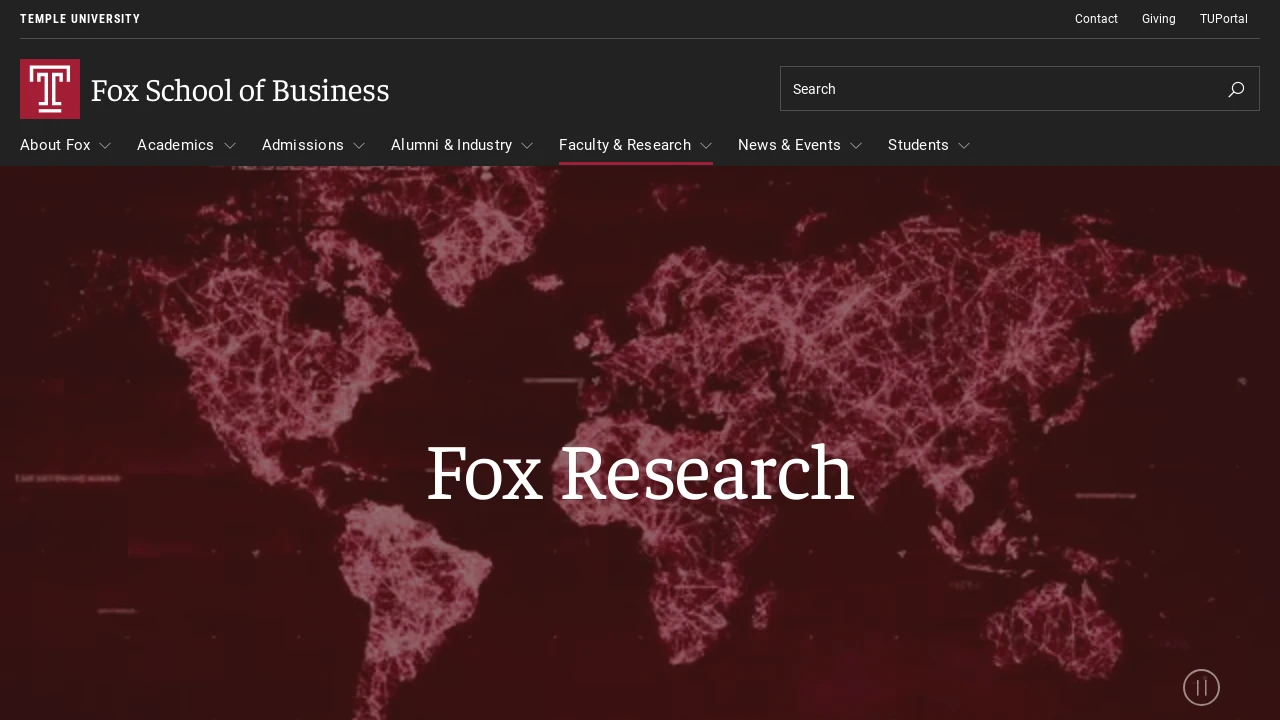 TEMPLE UNIVERSITY
Contact Giving TUPortal
Fox School of Business
Search
About Fox Academics Admissions Alumni & Industry Faculty & Research News & Events Students
Fox Research